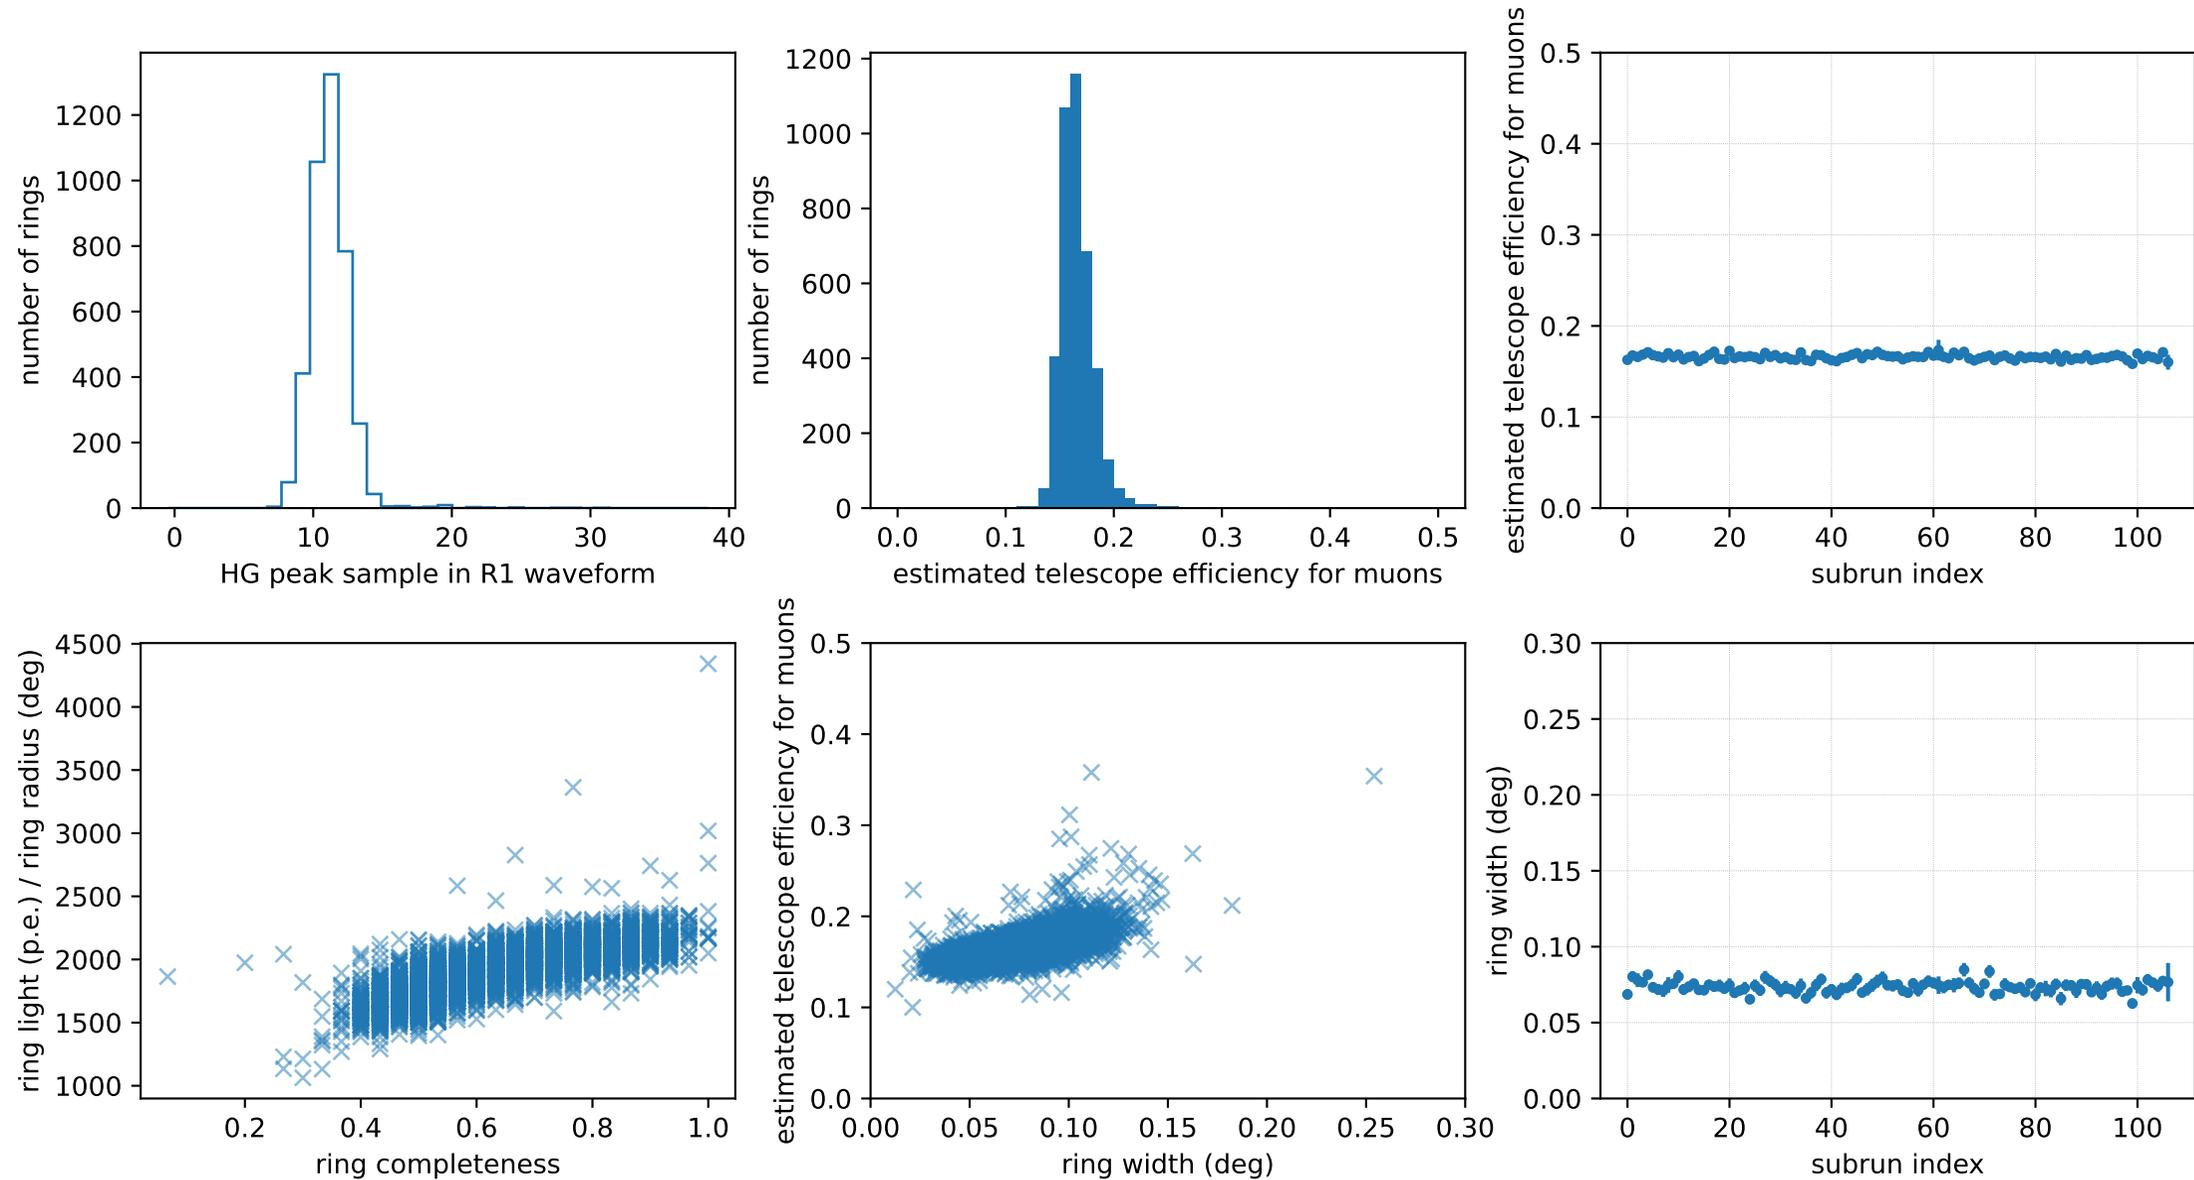 number of rings
1200
1000
800
600
400
200
0
0 10 20 30 40
HG peak sample in R1 waveform
number of rings
1200
1000
800
600
400
200
0
0.0 0.1 0.2 0.3 0.4 0.5
estimated telescope efficiency for muons
estimated telescope efficiency for muons
0.5
0.4
0.3
0.2
0.1
0.0
0 20 40 60 80 100
subrun index
ring light (p.e.) / ring radius (deg)
4500
4000
3500
3000
2500
2000
1500
1000
0.2 0.4 0.6 0.8 1.0
ring completeness
estimated telescope efficiency for muons
0.5
0.4
0.3
0.2
0.1
0.0
0.00 0.05 0.10 0.15 0.20 0.25 0.30
ring width (deg)
ring width (deg)
0.30
0.25
0.20
0.15
0.10
0.05
0.00
0 20 40 60 80 100
subrun index